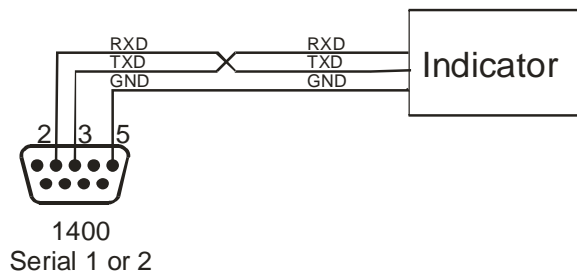 RXD RXD
TXD TXD
GND GND
Indicator
2 3 5
1400
Serial 1 or 2